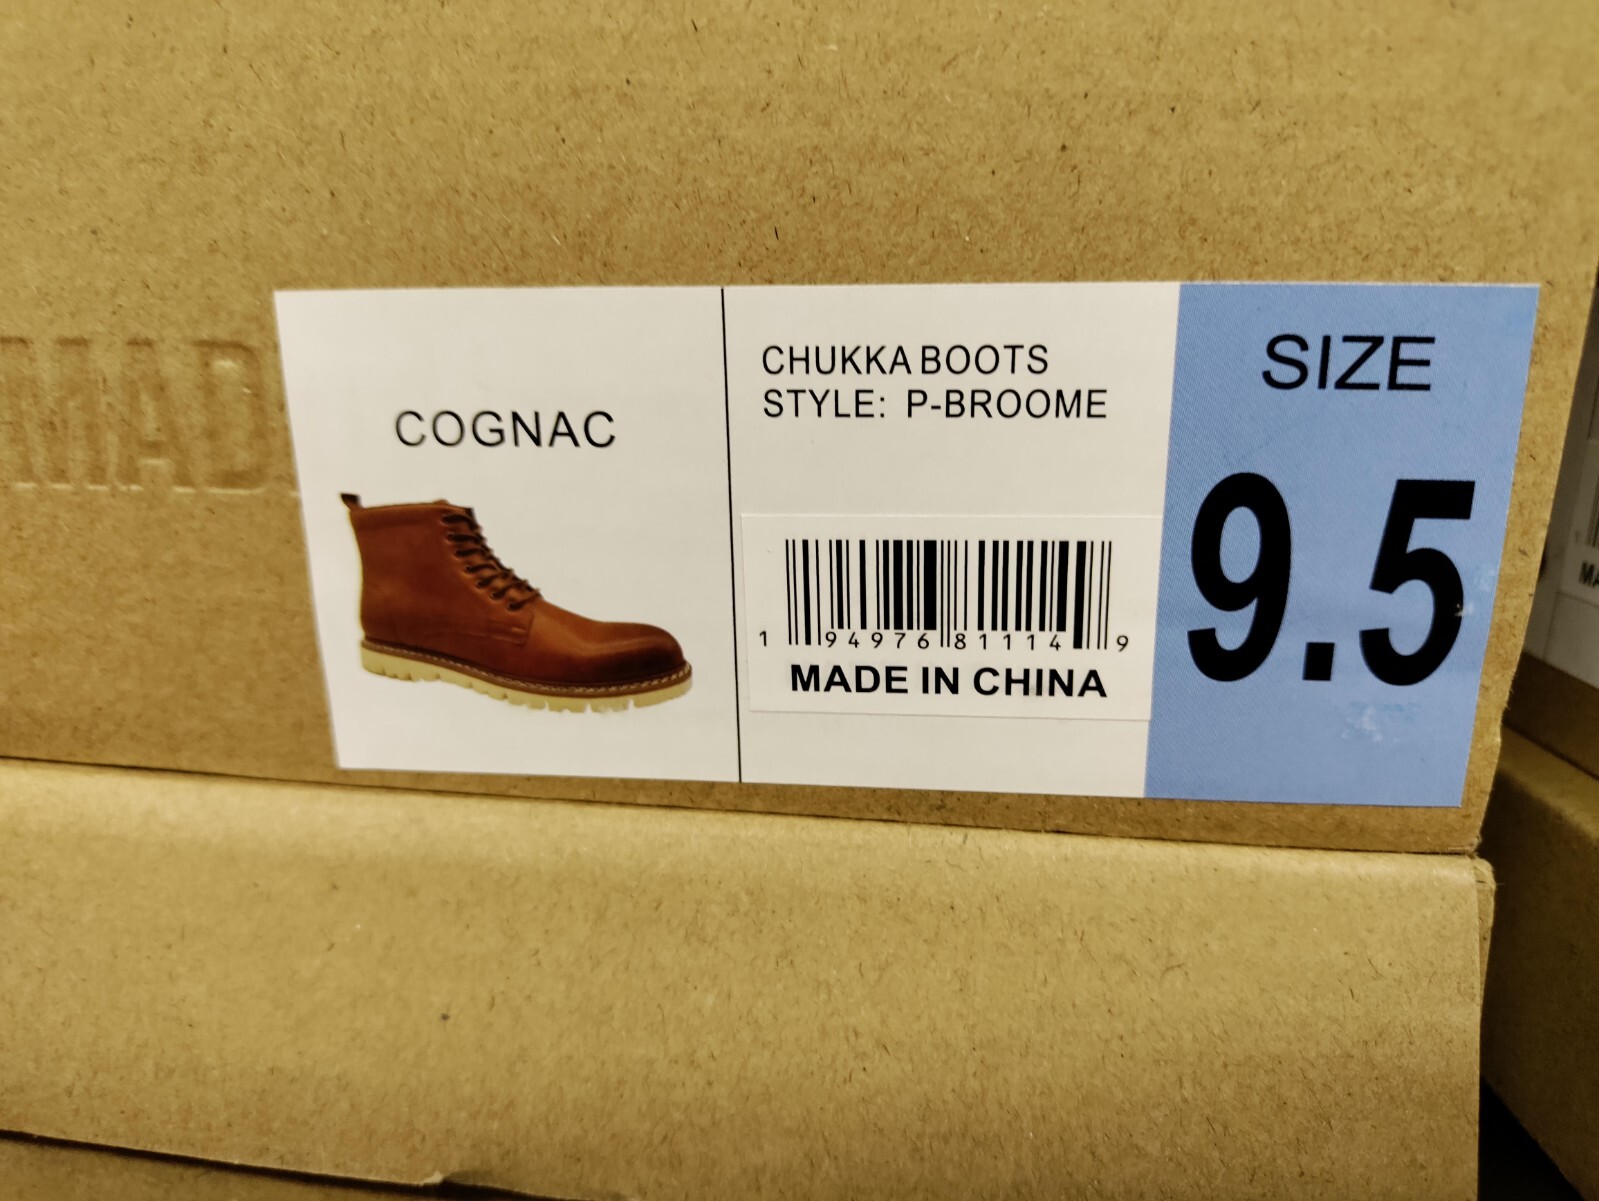 COGNAC
CHUKKA BOOTS
STYLE: P-BROOME
1 94976 81114 9
MADE IN CHINA
SIZE
9.5